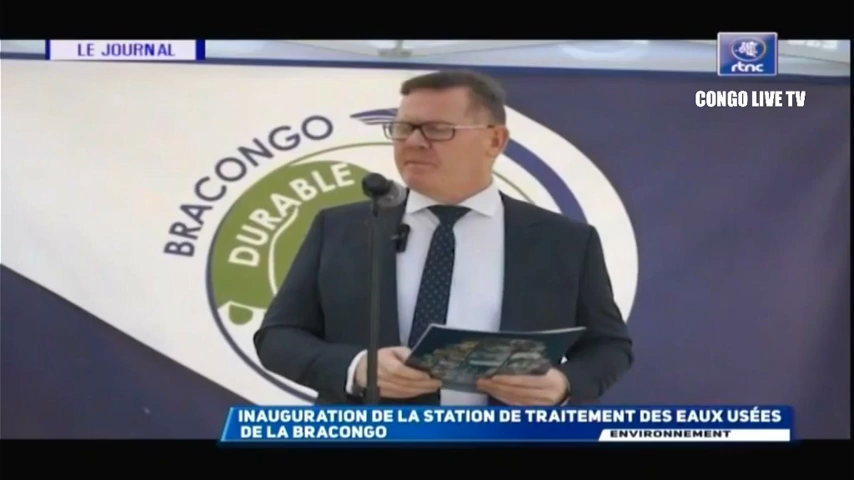 LE JOURNAL
rtnc
CONGO LIVE TV
BRACONGO
DURABLE
INAUGURATION DE LA STATION DE TRAITEMENT DES EAUX USÉES
DE LA BRACONGO
ENVIRONNEMENT